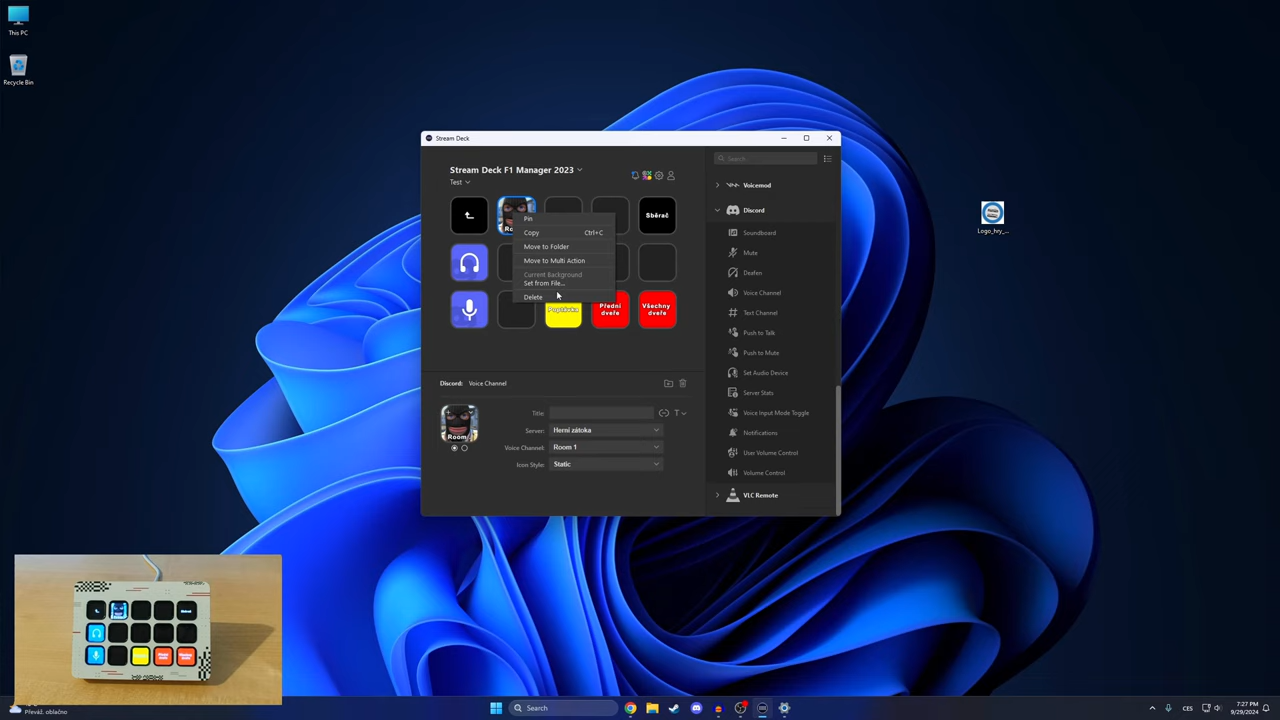 This PC
Recycle Bin
Logo_hry_...
Stream Deck
Stream Deck F1 Manager 2023
Test
Search
Voicemod
Discord
Soundboard
Mute
Deafen
Voice Channel
Text Channel
Push to Talk
Push to Mute
Set Audio Device
Server Stats
Voice Input Mode Toggle
Notifications
User Volume Control
Volume Control
VLC Remote
Sběrač
Pin
Copy Ctrl+C
Move to Folder
Move to Multi Action
Current Background
Set from File...
Delete
Poptávka
Přední
dveře
Všechny
dveře
Discord: Voice Channel
Room
Title:
Server: Herní zátoka
Voice Channel: Room 1
Icon Style: Static
Převáž. oblačno
Search
CES
7:27 PM
9/29/2024